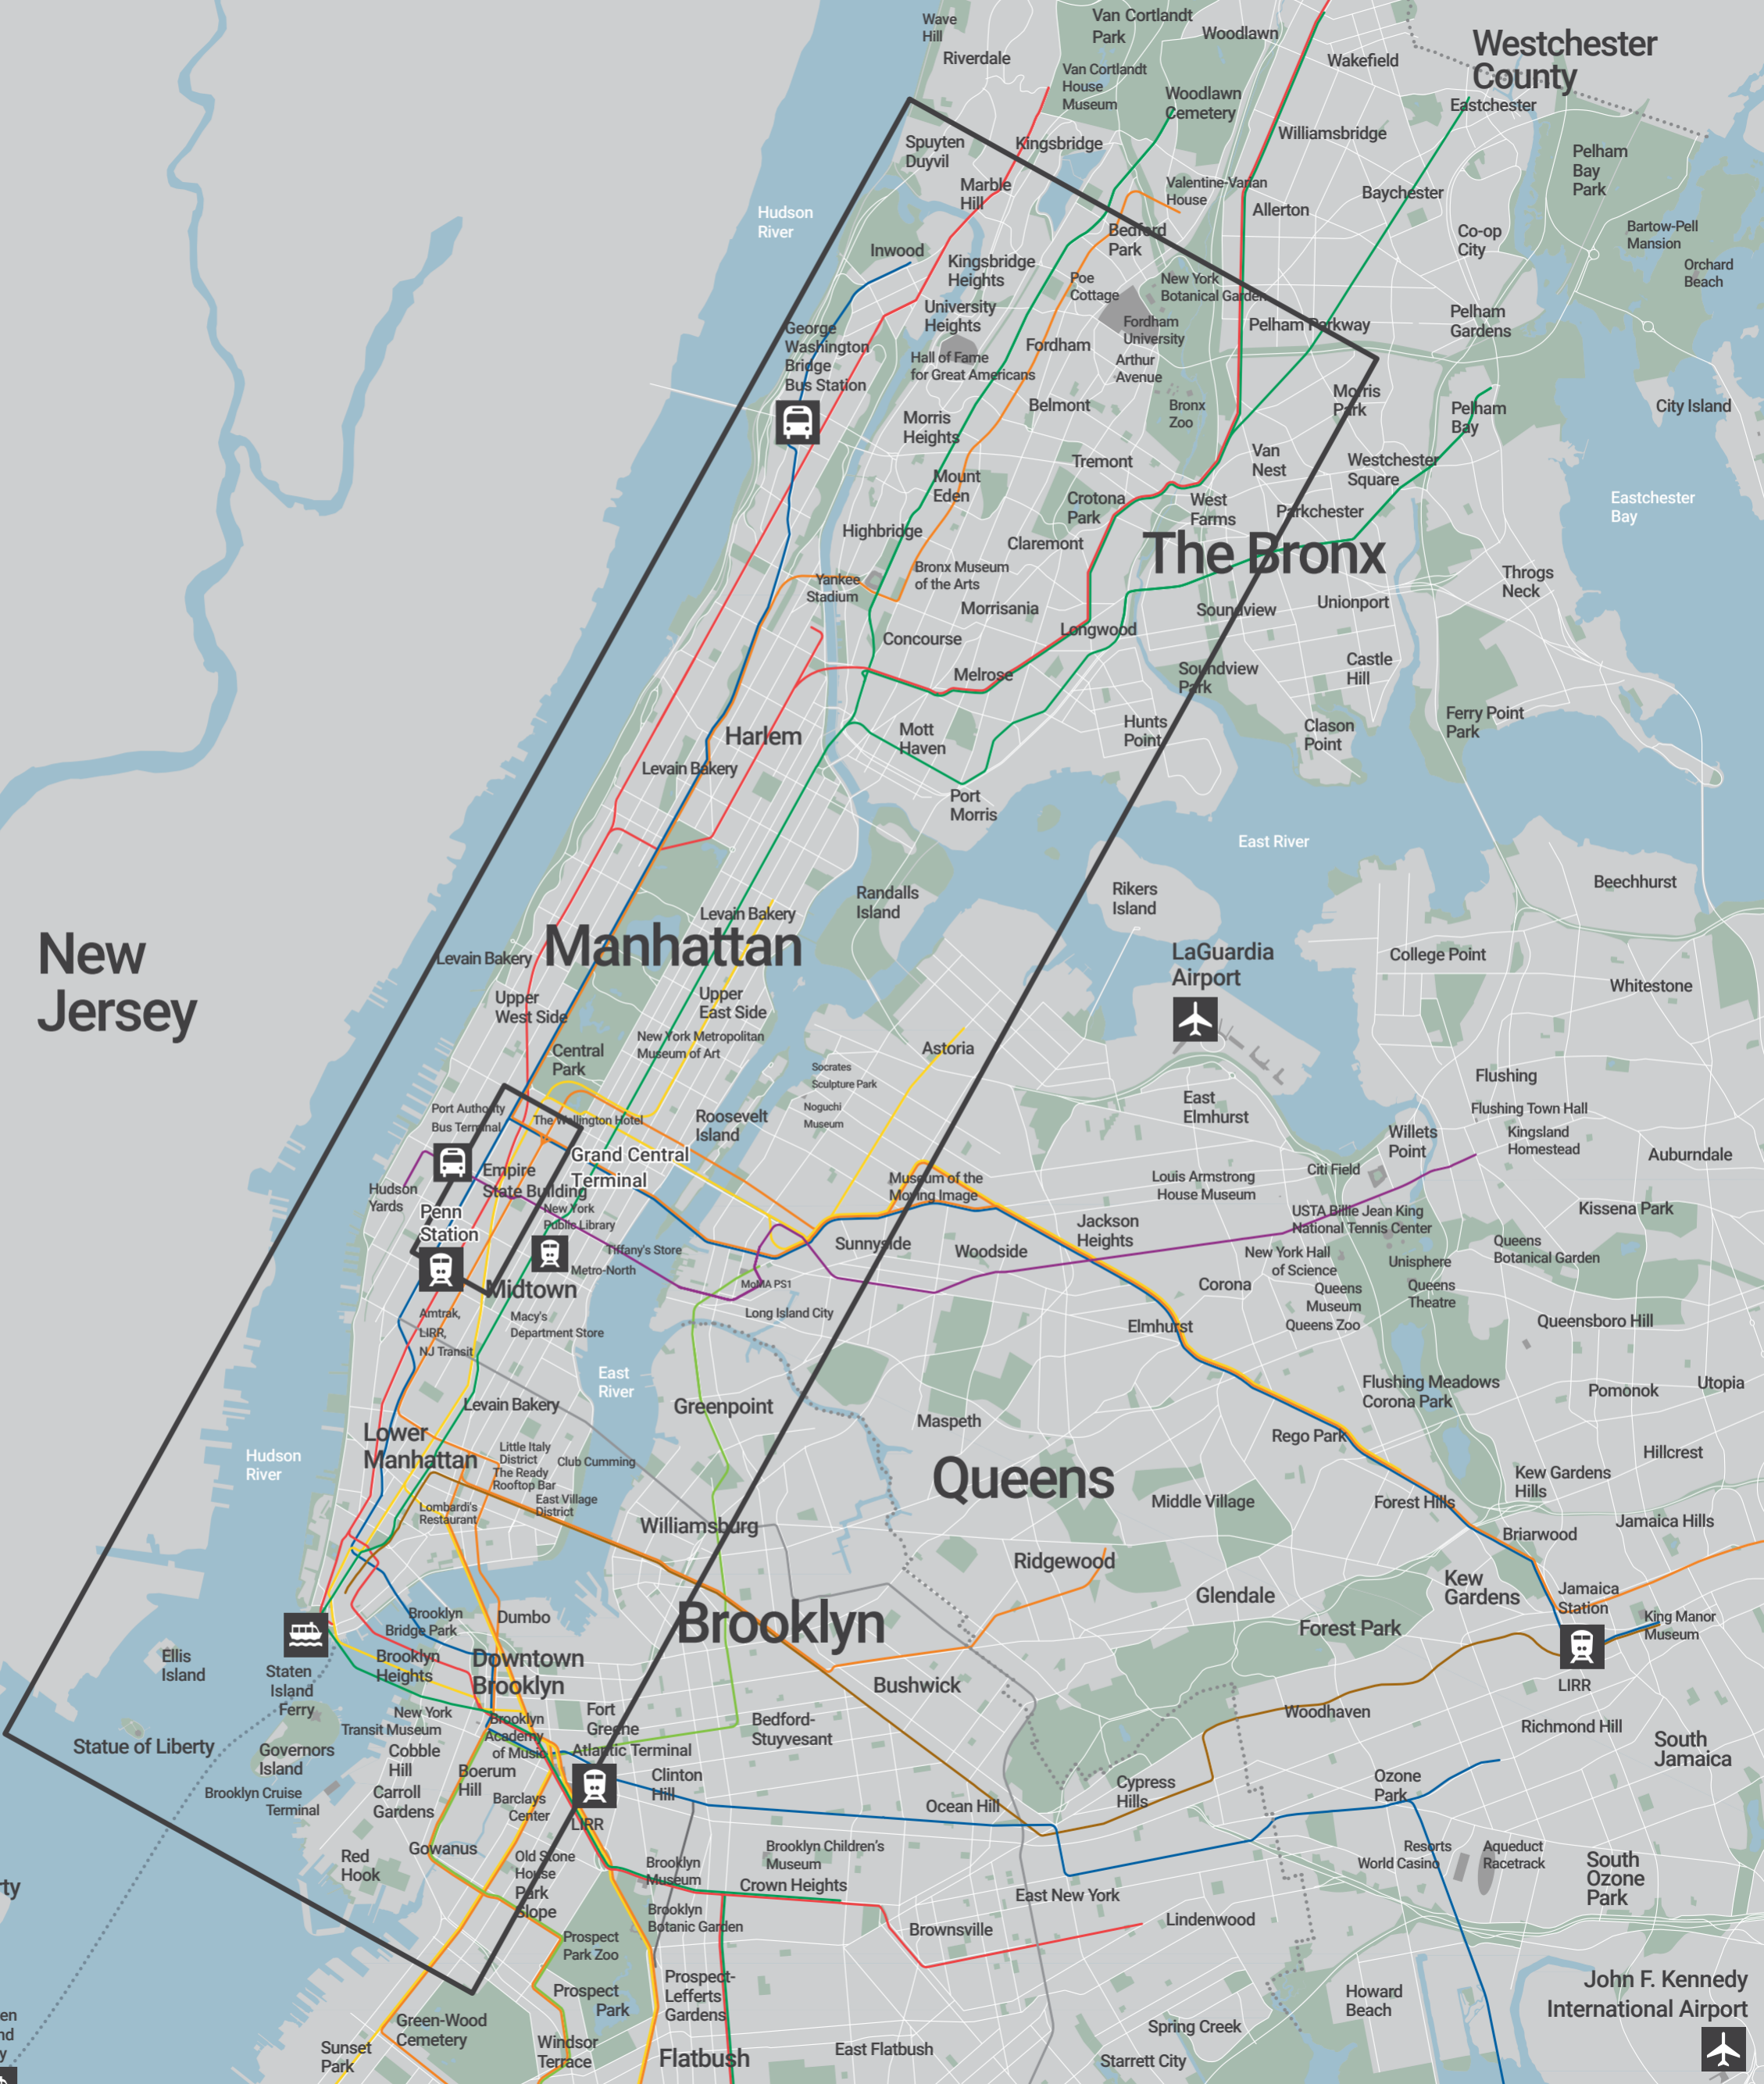 Wave
Hill
Riverdale
Van Cortlandt
Park
Woodlawn
Wakefield
Westchester
County
Van Cortlandt
House
Museum
Woodlawn
Cemetery
Eastchester
Williamsbridge
Spuyten
Duyvil
Kingsbridge
Pelham
Bay
Park
Marble
Hill
Valentine-Varian
House
Allerton
Baychester
Hudson
River
Bedford
Park
Co-op
City
Bartow-Pell
Mansion
Inwood
Kingsbridge
Heights
Poe
Cottage
New York
Botanical Garden
Orchard
Beach
University
Heights
George
Washington
Bridge
Bus Station
Fordham
University
Pelham Parkway
Pelham
Gardens
Fordham
Hall of Fame
for Great Americans
Arthur
Avenue
Morris
Park
Belmont
Bronx
Zoo
Pelham
Bay
City Island
Morris
Heights
Tremont
Van
Nest
Westchester
Square
Mount
Eden
Crotona
Park
West
Farms
Parkchester
Eastchester
Bay
Highbridge
Claremont
The Bronx
Bronx Museum
of the Arts
Yankee
Stadium
Throgs
Neck
Morrisania
Soundview
Unionport
Concourse
Longwood
Melrose
Soundview
Park
Castle
Hill
Harlem
Mott
Haven
Hunts
Point
Clason
Point
Ferry Point
Park
Levain Bakery
Port
Morris
East River
Randalls
Island
Rikers
Island
Beechhurst
Levain Bakery
Manhattan
New
Jersey
Levain Bakery
LaGuardia
Airport
College Point
Whitestone
Upper
West Side
Upper
East Side
New York Metropolitan
Museum of Art
Central
Park
Astoria
Socrates
Sculpture Park
Noguchi
Museum
Flushing
Port Authority
Bus Terminal
The Wellington Hotel
Roosevelt
Island
East
Elmhurst
Flushing Town Hall
Willets
Point
Kingsland
Homestead
Auburndale
Grand Central
Terminal
Empire
State Building
Museum of the
Moving Image
Louis Armstrong
House Museum
Citi Field
Hudson
Yards
Penn
Station
New York
Public Library
USTA Billie Jean King
National Tennis Center
Kissena Park
Tiffany's Store
Sunnyside
Woodside
Jackson
Heights
New York Hall
of Science
Unisphere
Queens
Botanical Garden
Metro-North
Midtown
MoMA PS1
Corona
Queens
Museum
Queens Zoo
Queens
Theatre
Amtrak,
LIRR,
NJ Transit
Macy's
Department Store
Long Island City
Elmhurst
Queensboro Hill
East
River
Flushing Meadows
Corona Park
Pomonok
Utopia
Levain Bakery
Greenpoint
Maspeth
Rego Park
Lower
Manhattan
Little Italy
District
The Ready
Rooftop Bar
Club Cumming
Hudson
River
Hillcrest
Queens
Kew Gardens
Hills
East Village
District
Lombardi's
Restaurant
Middle Village
Forest Hills
Williamsburg
Briarwood
Jamaica Hills
Ridgewood
Kew
Gardens
Glendale
Jamaica
Station
King Manor
Museum
Brooklyn
Bridge Park
Dumbo
Brooklyn
Forest Park
Ellis
Island
Staten
Island
Ferry
Brooklyn
Heights
Downtown
Brooklyn
LIRR
Bushwick
Woodhaven
Richmond Hill
New York
Transit Museum
Brooklyn
Academy
of Music
Fort
Greene
Bedford-
Stuyvesant
South
Jamaica
Statue of Liberty
Governors
Island
Cobble
Hill
Atlantic Terminal
Boerum
Hill
Clinton
Hill
Cypress
Hills
Ozone
Park
Brooklyn Cruise
Terminal
Carroll
Gardens
Barclays
Center
LIRR
Ocean Hill
Gowanus
Red
Hook
Old Stone
House
Park
Slope
Brooklyn
Museum
Brooklyn Children's
Museum
Crown Heights
Resorts
World Casino
Aqueduct
Racetrack
South
Ozone
Park
rty
East New York
Brooklyn
Botanic Garden
Brownsville
Lindenwood
Prospect
Park Zoo
Prospect
Park
Prospect-
Lefferts
Gardens
Howard
Beach
John F. Kennedy
International Airport
en
nd
y
Green-Wood
Cemetery
Sunset
Park
Windsor
Terrace
Flatbush
East Flatbush
Spring Creek
Starrett City